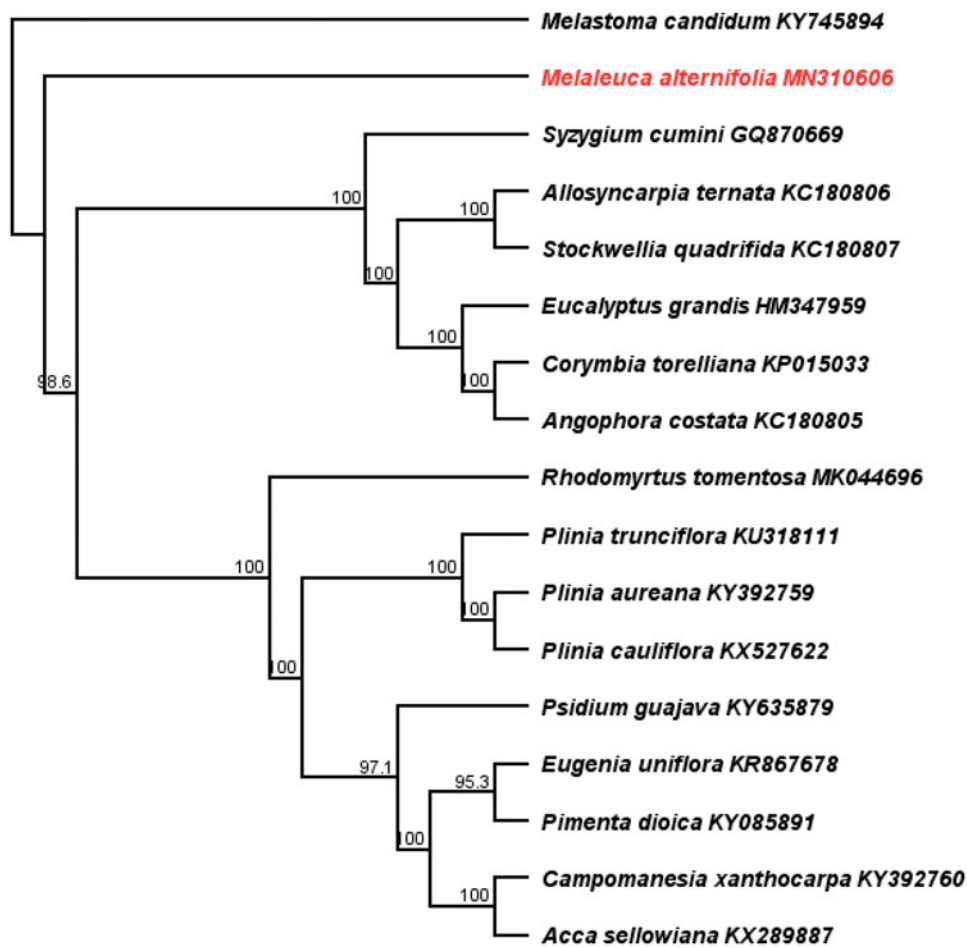 Melastoma candidum KY745894
Melaleuca alternifolia MN310606
Syzygium cumini GQ870669
100
Allosyncarpia ternata KC180806
100
Stockwellia quadrifida KC180807
100
Eucalyptus grandis HM347959
100
Corymbia torelliana KP015033
98.6
100
Angophora costata KC180805
Rhodomyrtus tomentosa MK044696
Plinia trunciflora KU318111
100
100
Plinia aureana KY392759
100
Plinia cauliflora KX527622
100
Psidium guajava KY635879
Eugenia uniflora KR867678
97.1
95.3
Pimenta dioica KY085891
100
Campomanesia xanthocarpa KY392760
100
Acca sellowiana KX289887